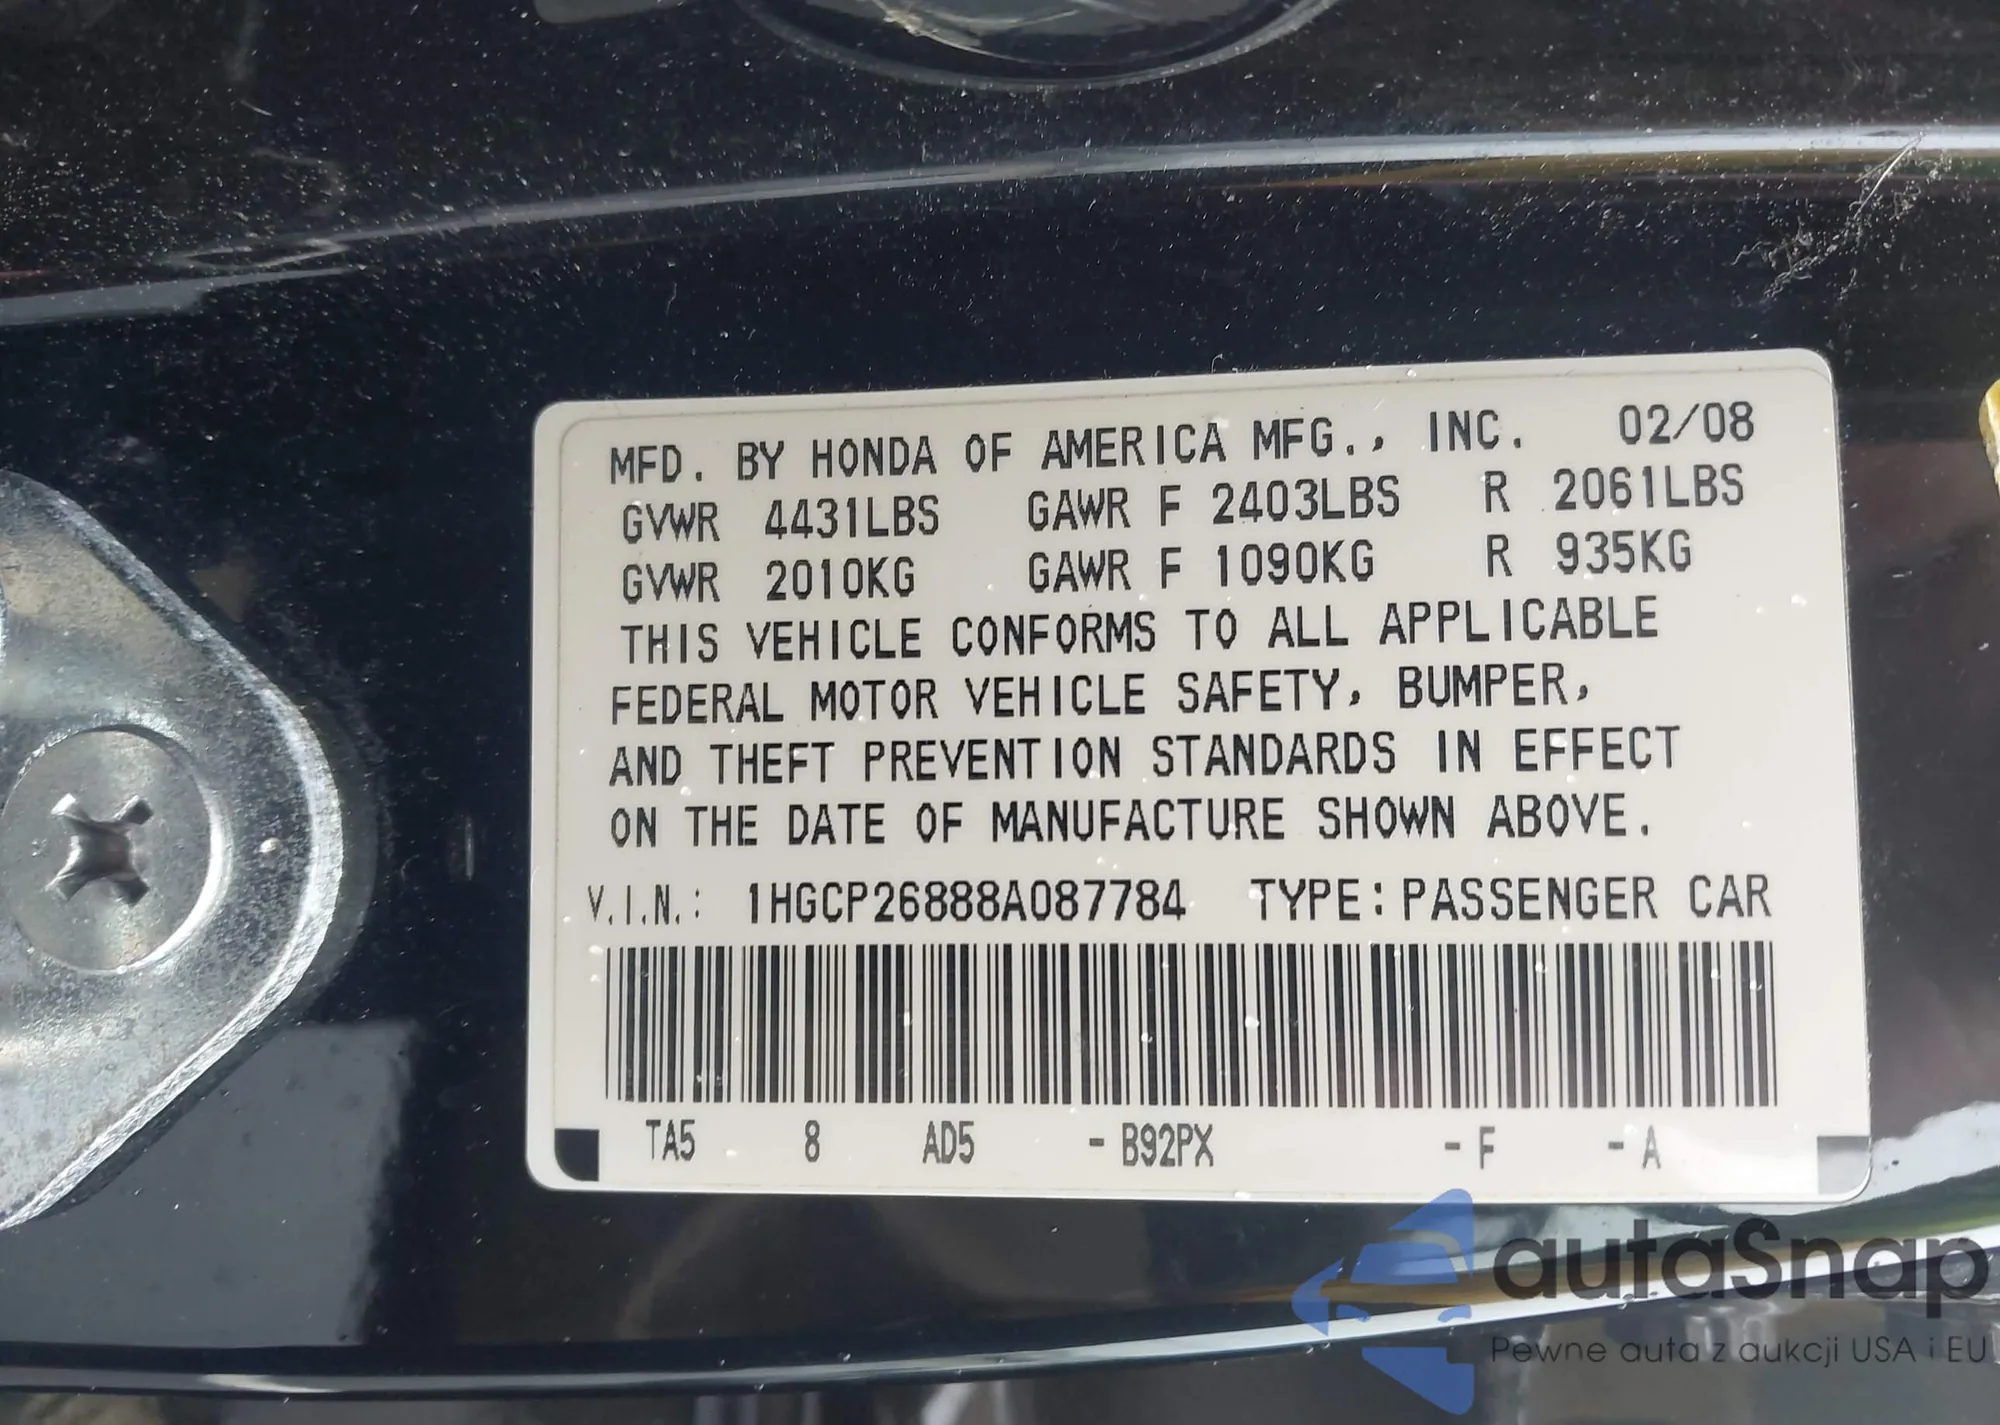 MFD. BY HONDA OF AMERICA MFG., INC. 02/08
GVWR 4431LBS GAWR F 2403LBS R 2061LBS
GVWR 2010KG GAWR F 1090KG R 935KG
THIS VEHICLE CONFORMS TO ALL APPLICABLE
FEDERAL MOTOR VEHICLE SAFETY, BUMPER,
AND THEFT PREVENTION STANDARDS IN EFFECT
ON THE DATE OF MANUFACTURE SHOWN ABOVE.
V.I.N.: 1HGCP26888A087784 TYPE:PASSENGER CAR
TA5 8 AD5 -B92PX -F -A
autaSnap
Pewne auta z aukcji USA i EU